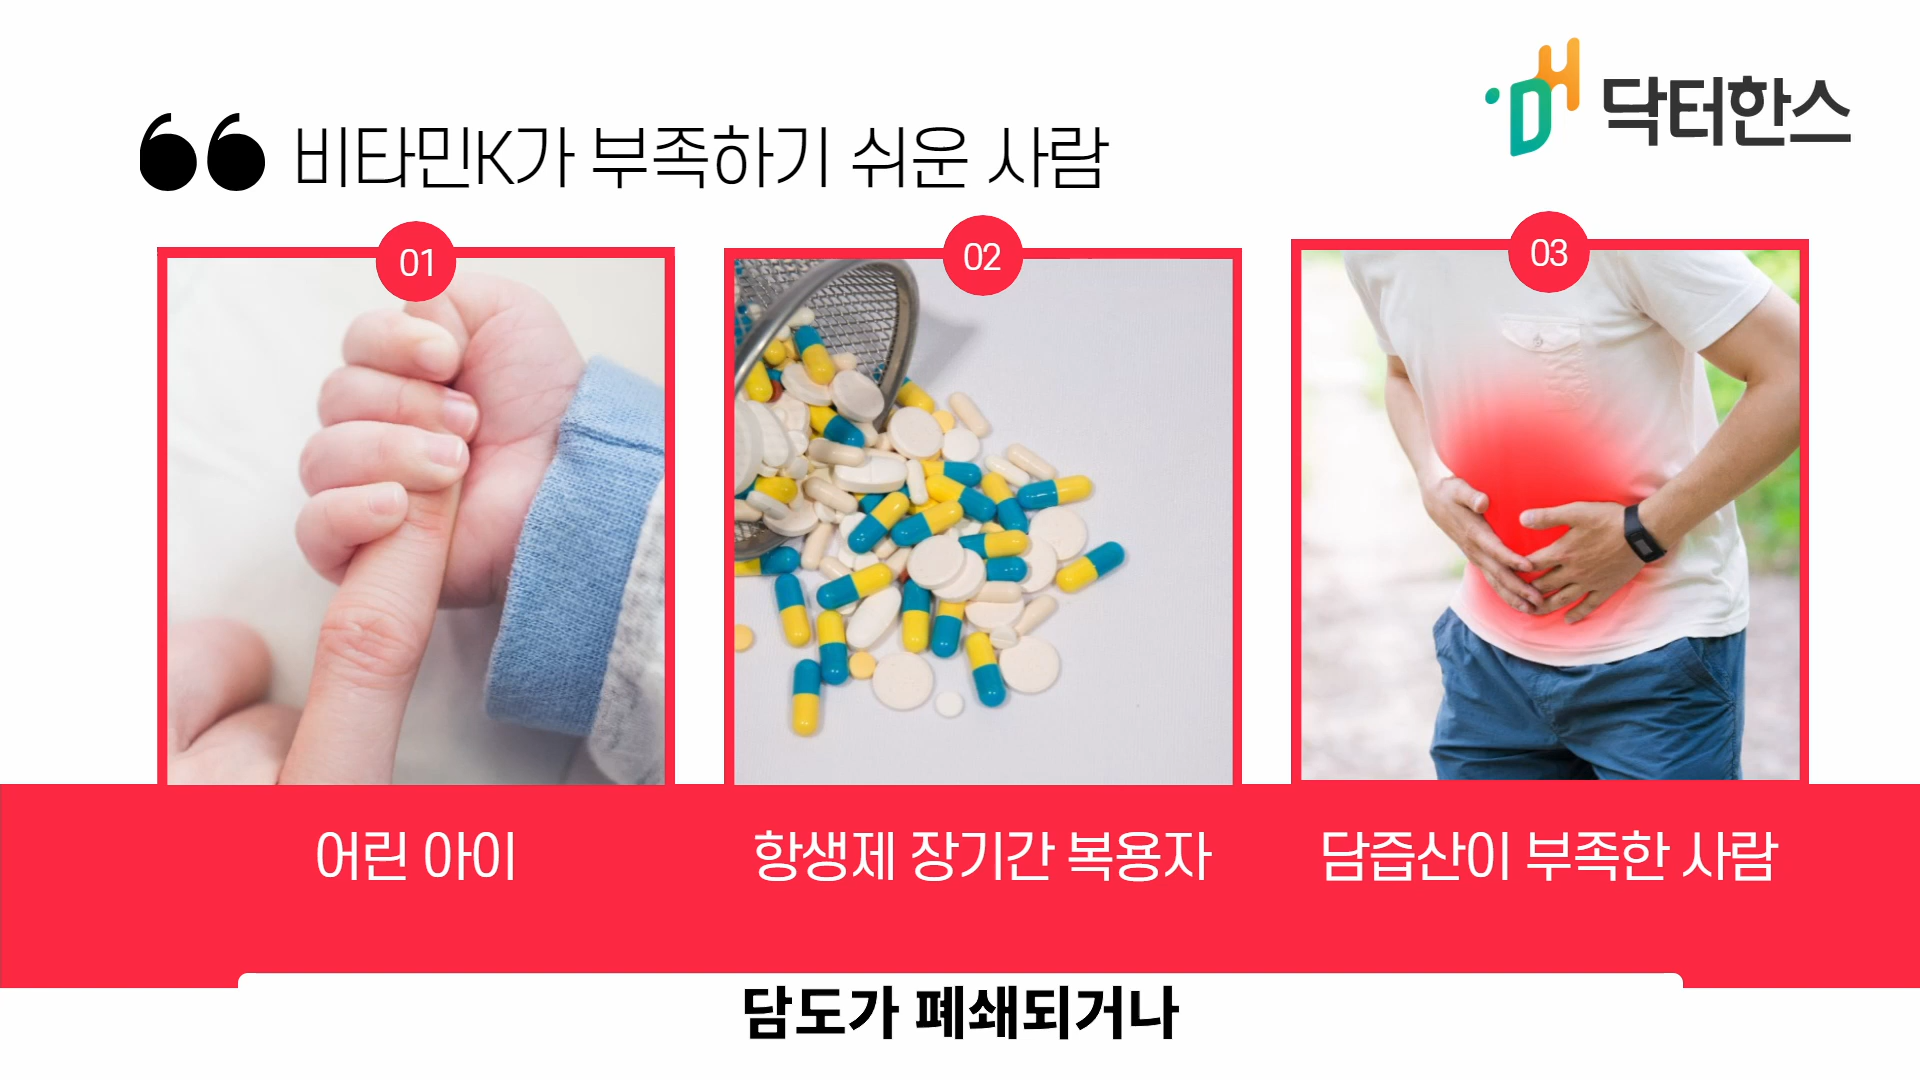 닥터한스
비타민K가 부족하기 쉬운 사람
01
02
03
어린 아이
항생제 장기간 복용자
담즙산이 부족한 사람
담도가 폐쇄되거나